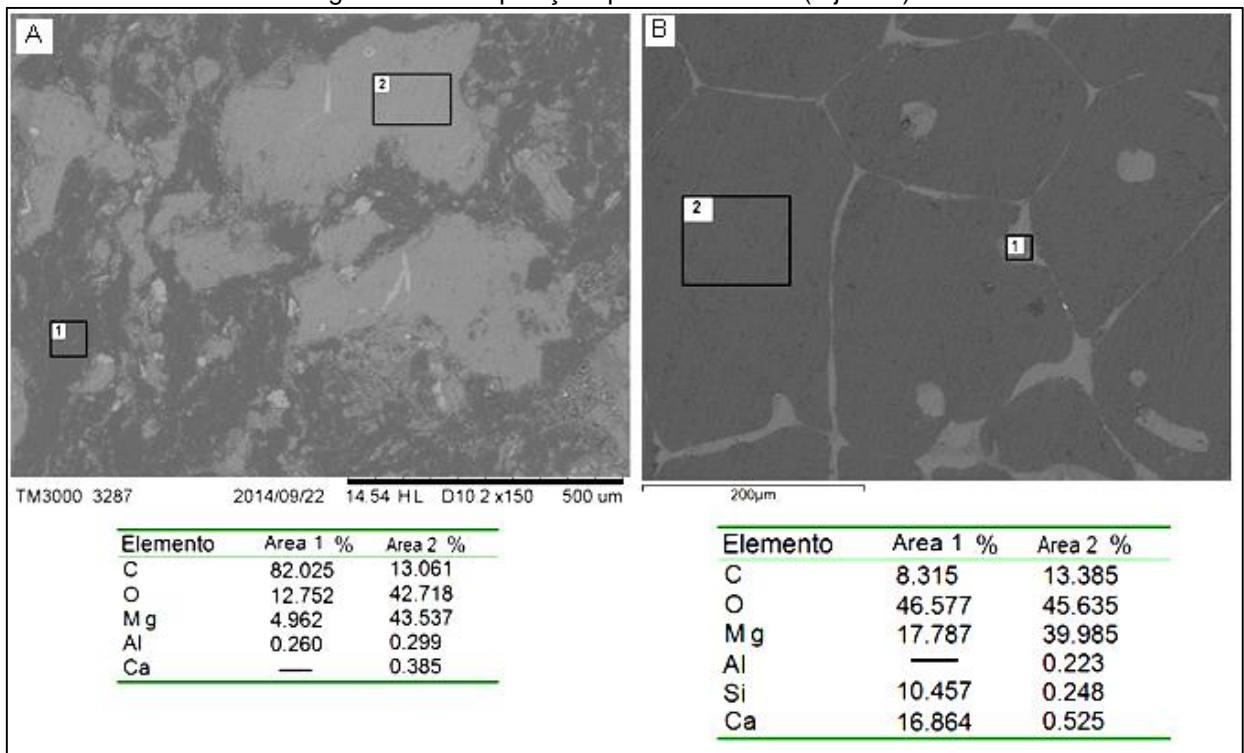 A
2
1
B
2
1
TM3000 3287 2014/09/22 14.54 HL D10.2 x150 500 um
200µm
Elemento Area 1 % Area 2 %
C 82.025 13.061
O 12.752 42.718
Mg 4.962 43.537
Al 0.260 0.299
Ca — 0.385
Elemento Area 1 % Area 2 %
C 8.315 13.385
O 46.577 45.635
Mg 17.787 39.985
Al — 0.223
Si 10.457 0.248
Ca 16.864 0.525